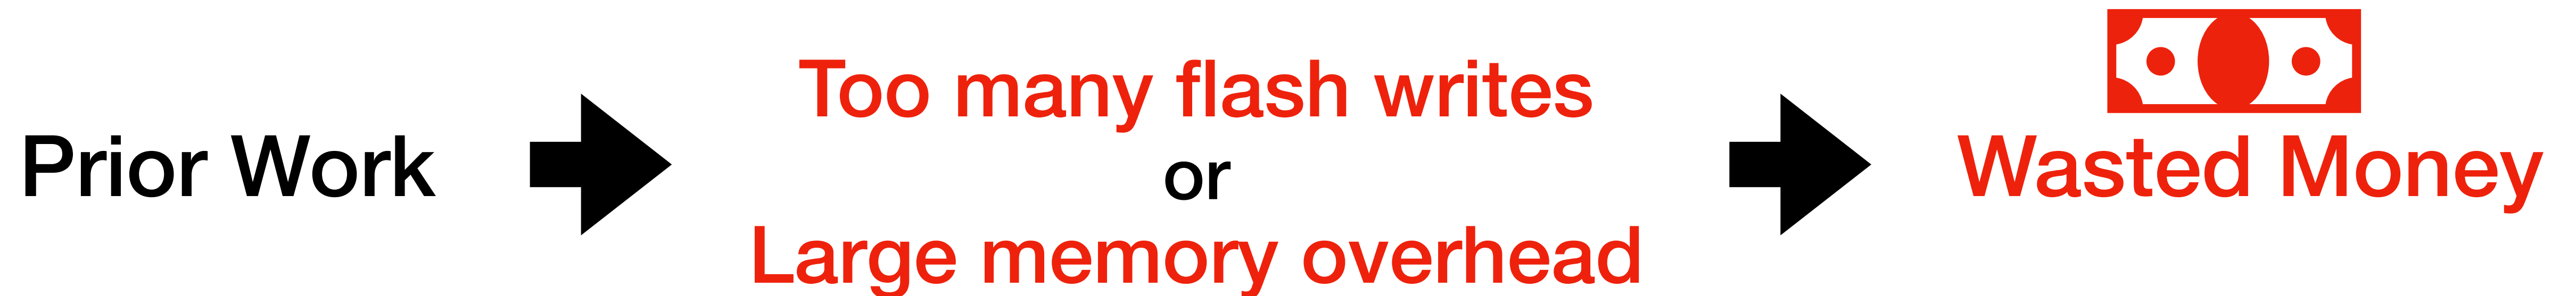 Prior Work
Too many flash writes
or
Large memory overhead
Wasted Money